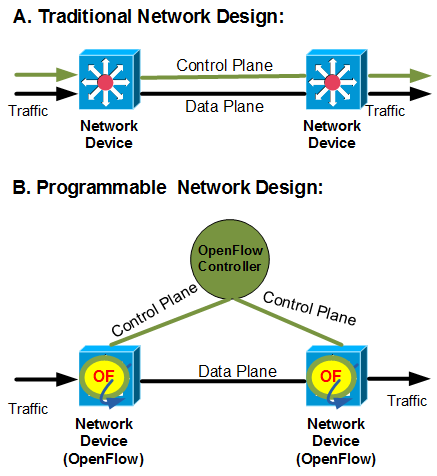 A. Traditional Network Design:
Control Plane
Traffic
Data Plane
Traffic
Network
Device
Network
Device
B. Programmable Network Design:
OpenFlow
Controller
Control Plane
Control Plane
OF
Data Plane
OF
Traffic
Traffic
Network
Device
(OpenFlow)
Network
Device
(OpenFlow)